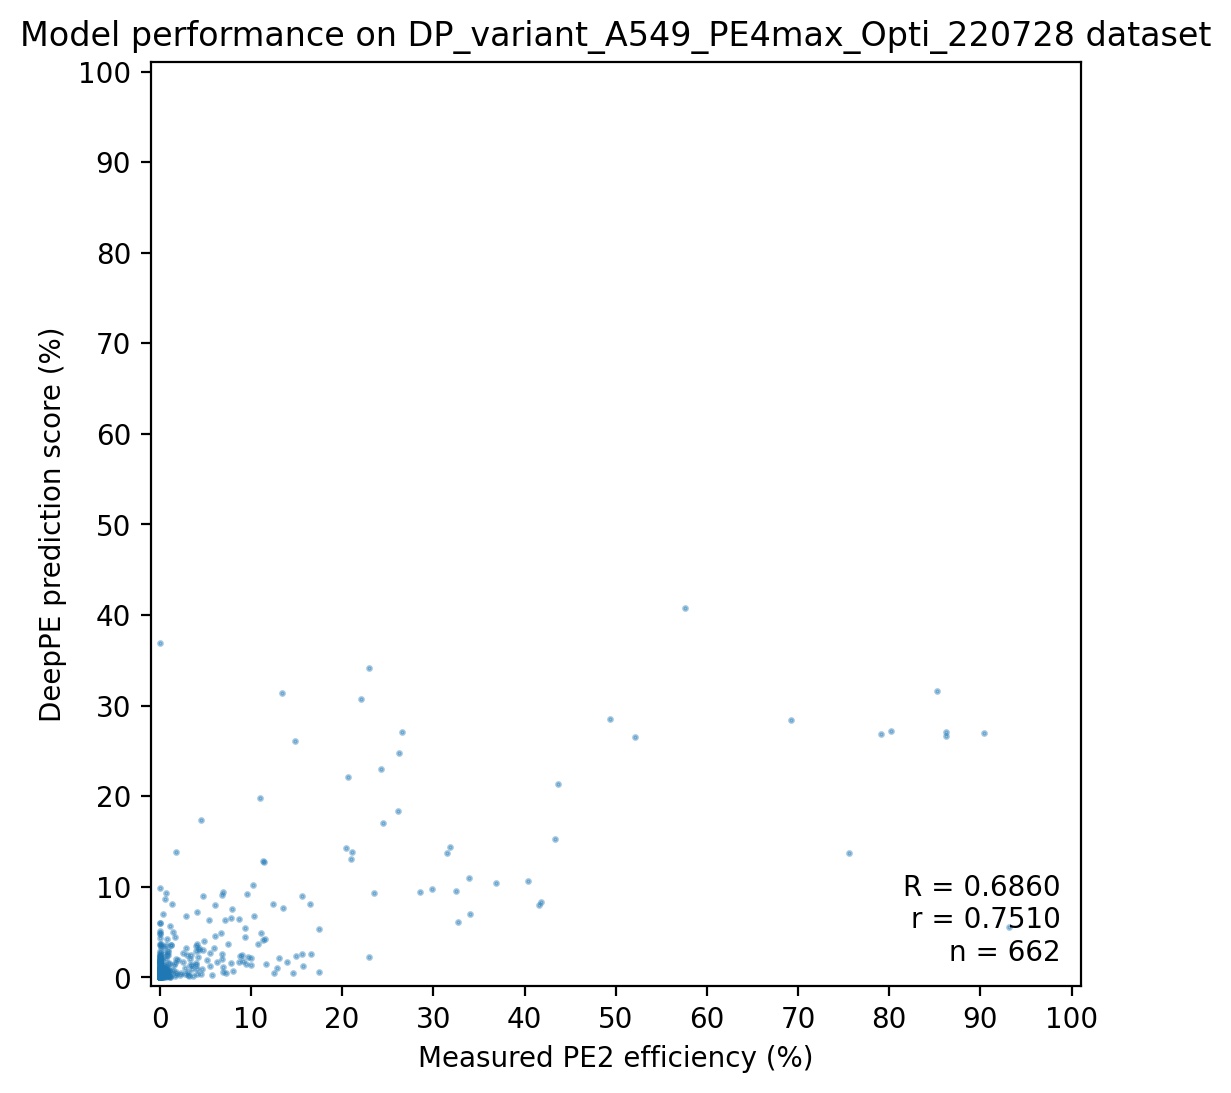 Model performance on DP_variant_A549_PE4max_Opti_220728 dataset
100
90
80
70
60
50
40
30
20
10
0
DeepPE prediction score (%)
R = 0.6860
r = 0.7510
n = 662
0 10 20 30 40 50 60 70 80 90 100
Measured PE2 efficiency (%)